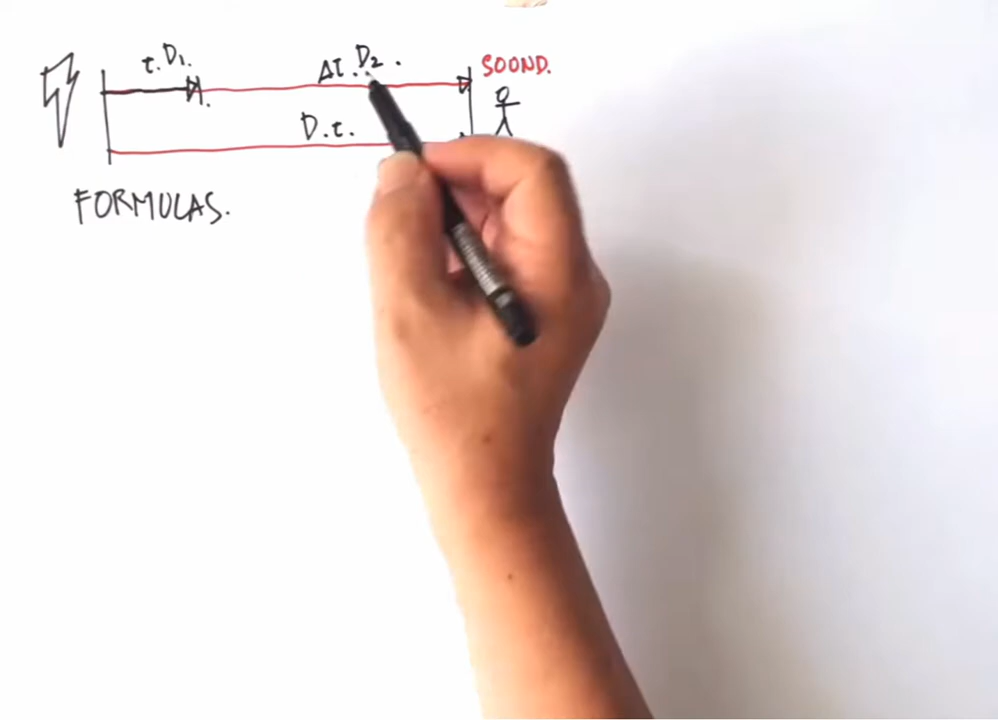 t. D1.
Δt. D2.
SOOND.
D.t.
FORMULAS.